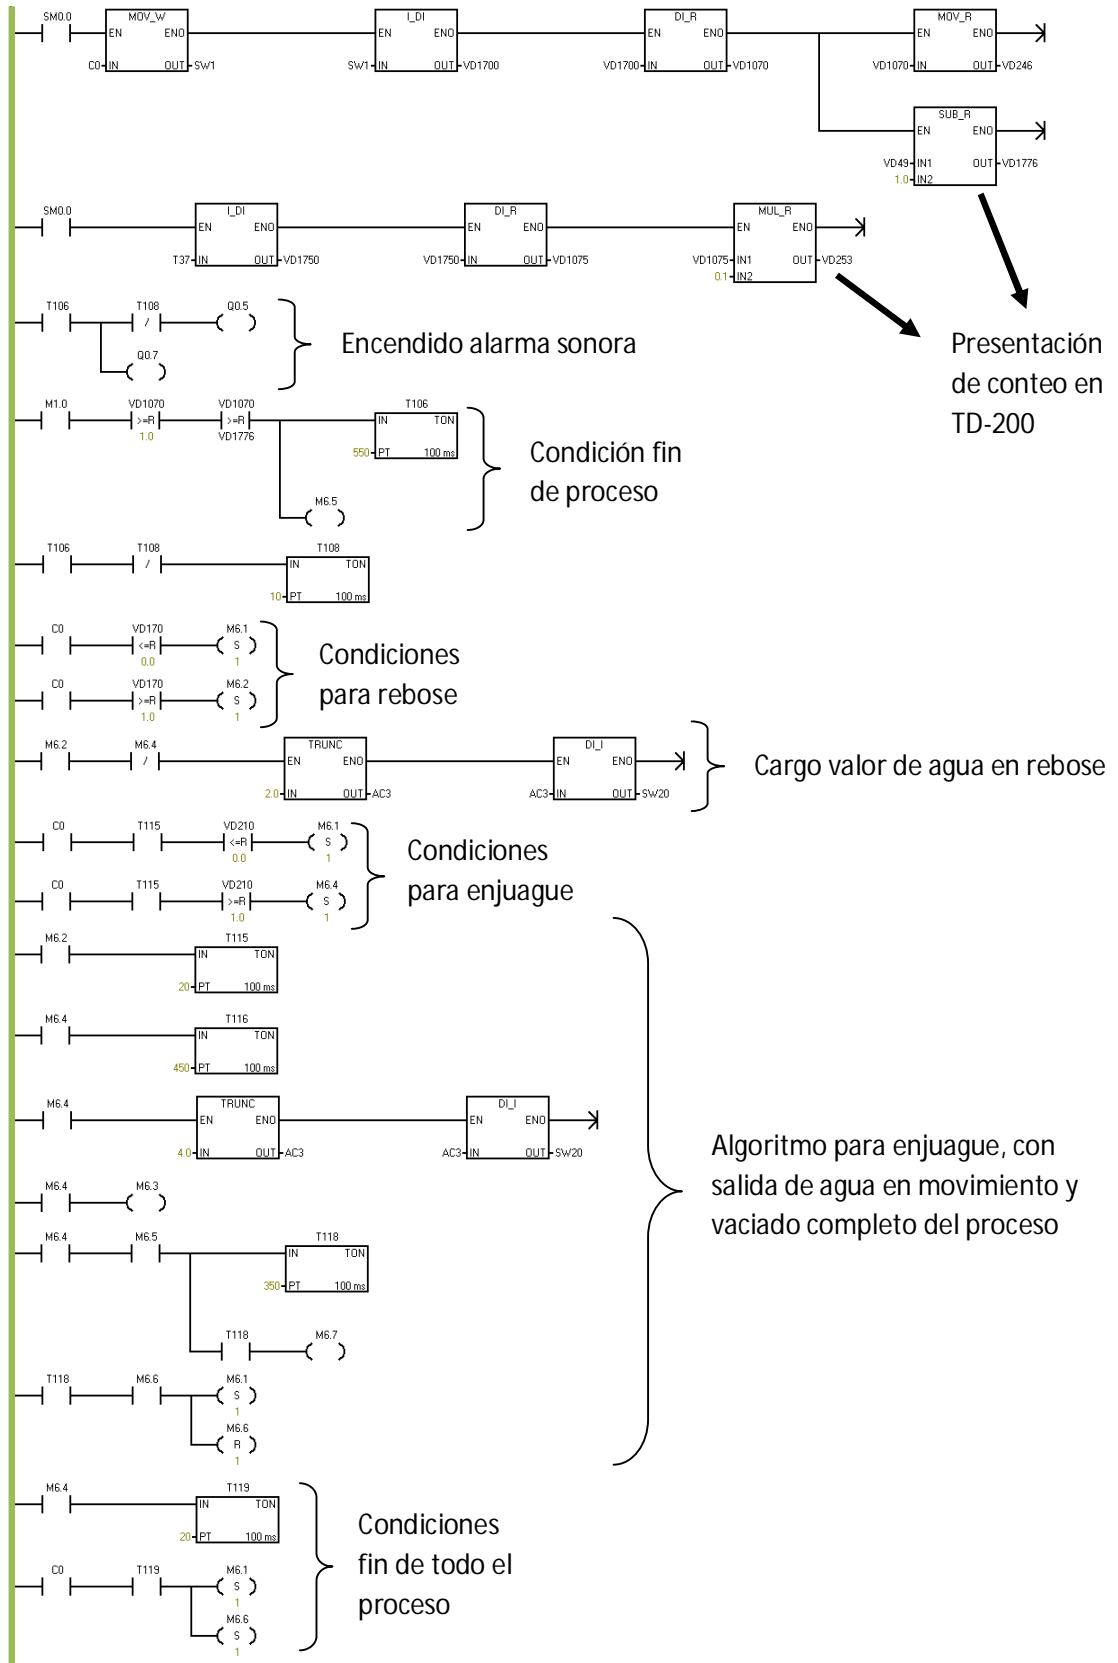 SM0.0
MOV_W
I_DI
DI_R
MOV_R
EN ENO EN ENO EN ENO EN ENO
C0 IN OUT SW1 SW1 IN OUT VD1700 VD1700 IN OUT VD1070 VD1070 IN OUT VD246
SUB_R
EN ENO
VD49 IN1 OUT VD1776
1.0 IN2
SM0.0
I_DI
DI_R
MUL_R
EN ENO EN ENO EN ENO
T37 IN OUT VD1750 VD1750 IN OUT VD1075 VD1075 IN1 OUT VD253
0.1 IN2
Presentación
de conteo en
TD-200
T106 T108 Q0.5
/
Q0.7
Encendido alarma sonora
M1.0 VD1070 VD1070 T106
>=R >=R IN TON
1.0 VD1776
550 PT 100 ms
M6.5
Condición fin
de proceso
T106 T108 T108
/ IN TON
10 PT 100 ms
C0 VD170 M6.1
<=R S
0.0 1
C0 VD170 M6.2
>=R S
1.0 1
Condiciones
para rebose
M6.2 M6.4 TRUNC DI_I
/ EN ENO EN ENO
2.0 IN OUT AC3 AC3 IN OUT SW20
Cargo valor de agua en rebose
C0 T115 VD210 M6.1
<=R S
0.0 1
C0 T115 VD210 M6.4
>=R S
1.0 1
Condiciones
para enjuague
M6.2 T115
IN TON
20 PT 100 ms
M6.4 T116
IN TON
450 PT 100 ms
M6.4 TRUNC DI_I
EN ENO EN ENO
4.0 IN OUT AC3 AC3 IN OUT SW20
M6.4 M6.3
M6.4 M6.5 T118
IN TON
350 PT 100 ms
T118 M6.7
T118 M6.6 M6.1
S
1
M6.6
R
1
Algoritmo para enjuague, con
salida de agua en movimiento y
vaciado completo del proceso
M6.4 T119
IN TON
20 PT 100 ms
C0 T119 M6.1
S
1
M6.6
S
1
Condiciones
fin de todo el
proceso